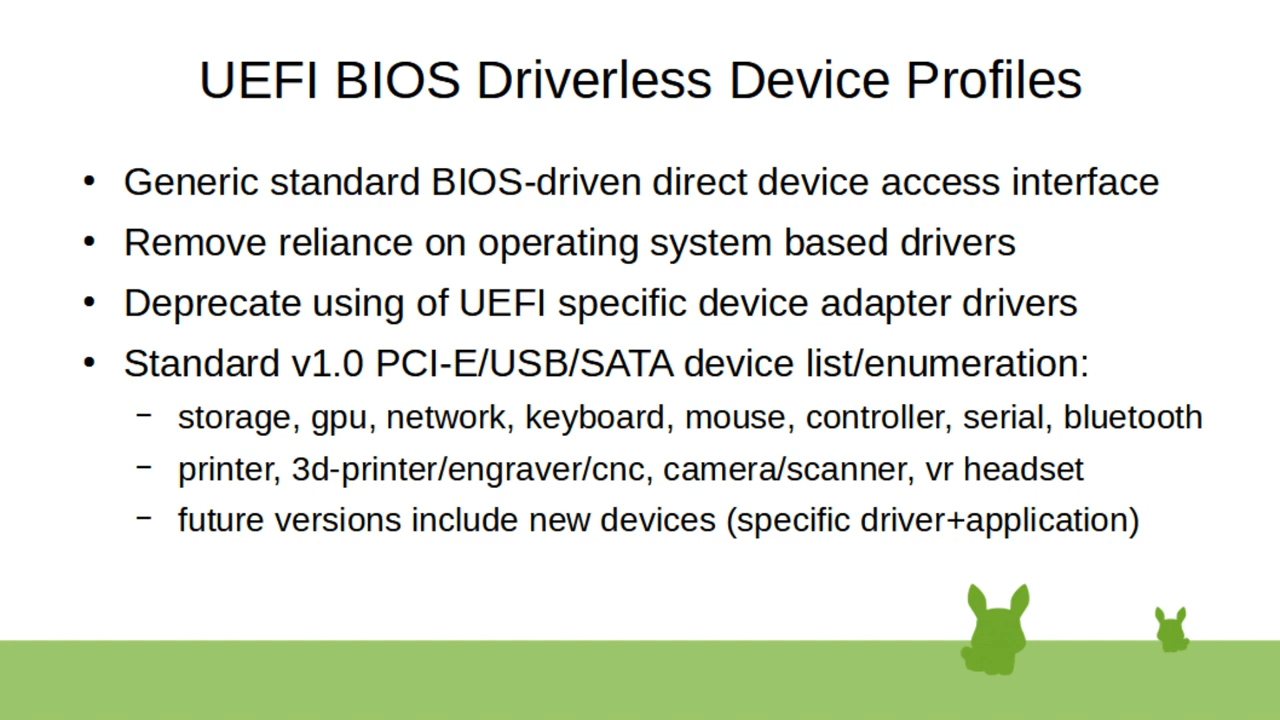 UEFI BIOS Driverless Device Profiles
• Generic standard BIOS-driven direct device access interface
• Remove reliance on operating system based drivers
• Deprecate using of UEFI specific device adapter drivers
• Standard v1.0 PCI-E/USB/SATA device list/enumeration:
– storage, gpu, network, keyboard, mouse, controller, serial, bluetooth
– printer, 3d-printer/engraver/cnc, camera/scanner, vr headset
– future versions include new devices (specific driver+application)